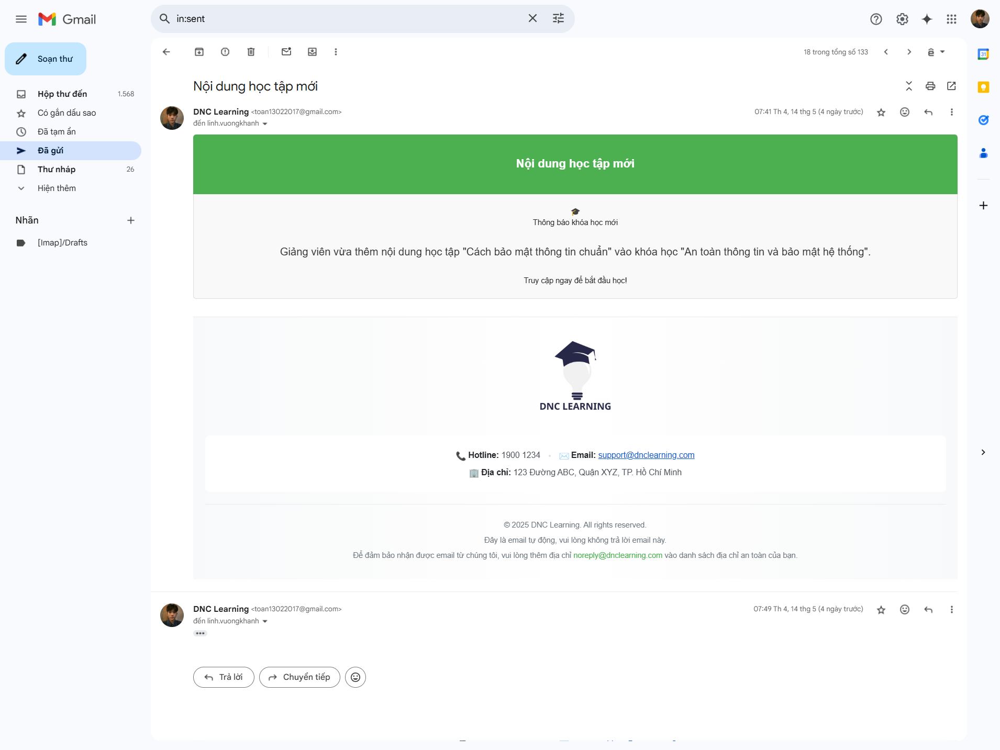 Gmail
in:sent
Soạn thư
Hộp thư đến 1.568
Có gắn dấu sao
Đã tạm ẩn
Đã gửi
Thư nháp 26
Hiện thêm
Nhãn
[Imap]/Drafts
18 trong tổng số 133
31
Nội dung học tập mới
DNC Learning <toan13022017@gmail.com> 07:41 Th 4, 14 thg 5 (4 ngày trước)
đến linh.vuongkhanh
Nội dung học tập mới
Thông báo khóa học mới
Giảng viên vừa thêm nội dung học tập "Cách bảo mật thông tin chuẩn" vào khóa học "An toàn thông tin và bảo mật hệ thống".
Truy cập ngay để bắt đầu học!
DNC LEARNING
Hotline: 1900 1234 • Email: support@dnclearning.com
Địa chỉ: 123 Đường ABC, Quận XYZ, TP. Hồ Chí Minh
© 2025 DNC Learning. All rights reserved.
Đây là email tự động, vui lòng không trả lời email này.
Để đảm bảo nhận được email từ chúng tôi, vui lòng thêm địa chỉ noreply@dnclearning.com vào danh sách địa chỉ an toàn của bạn.
DNC Learning <toan13022017@gmail.com> 07:49 Th 4, 14 thg 5 (4 ngày trước)
đến linh.vuongkhanh
Trả lời
Chuyển tiếp